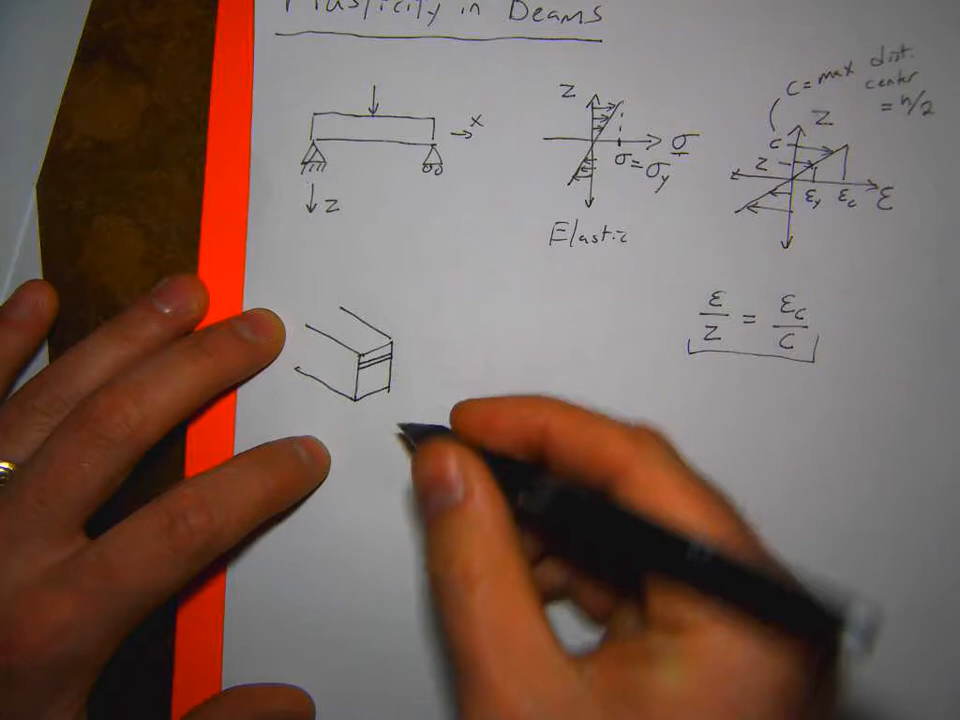 Plasticity in Beams
x
z
z
σ
σ = σy
Elastic
c = max dist.
center
= h/2
z
c
z
εy
εc
ε
ε/z = εc/c